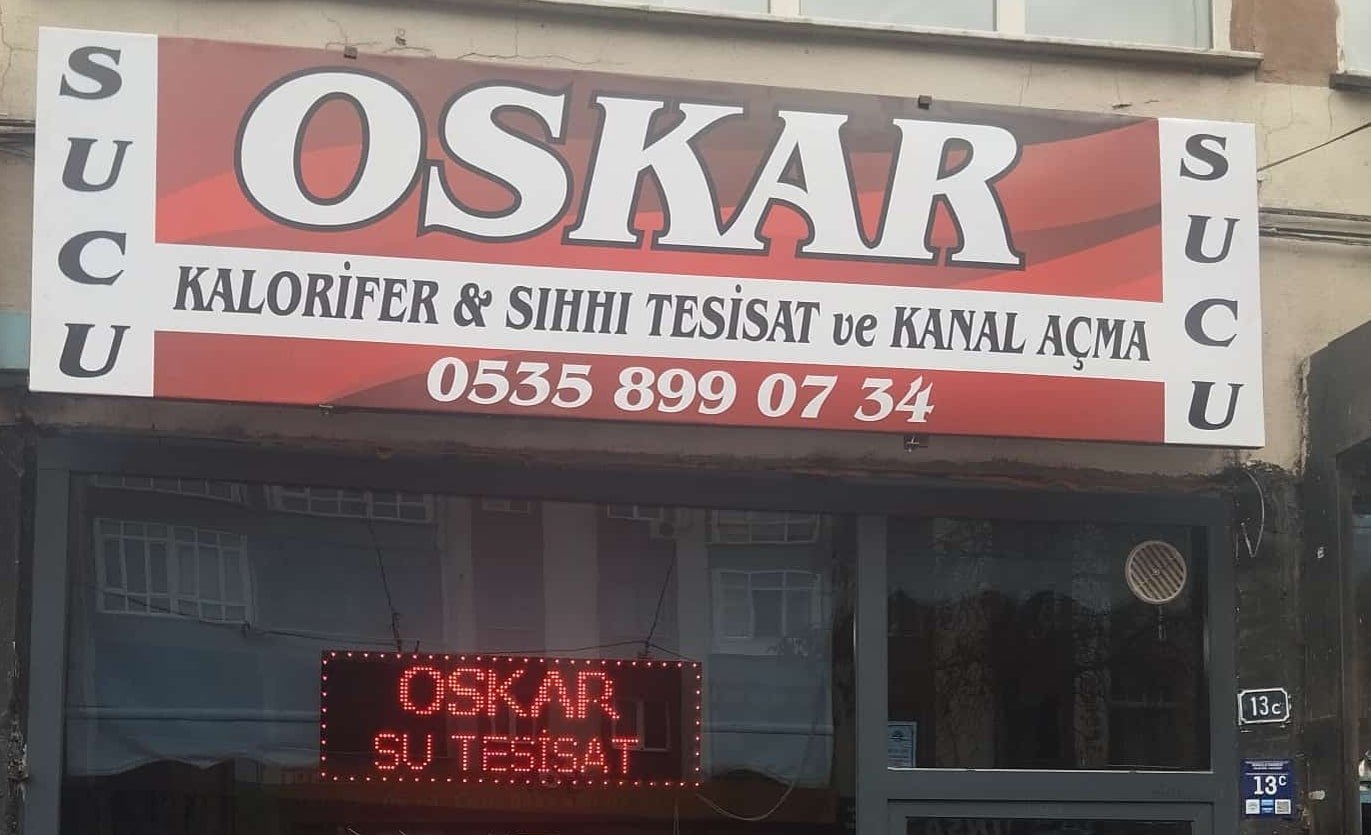 SUCU
OSKAR
KALORİFER & SIHHI TESİSAT ve KANAL AÇMA
0535 899 07 34
SUCU
OSKAR
SU TESİSAT
13c
13C